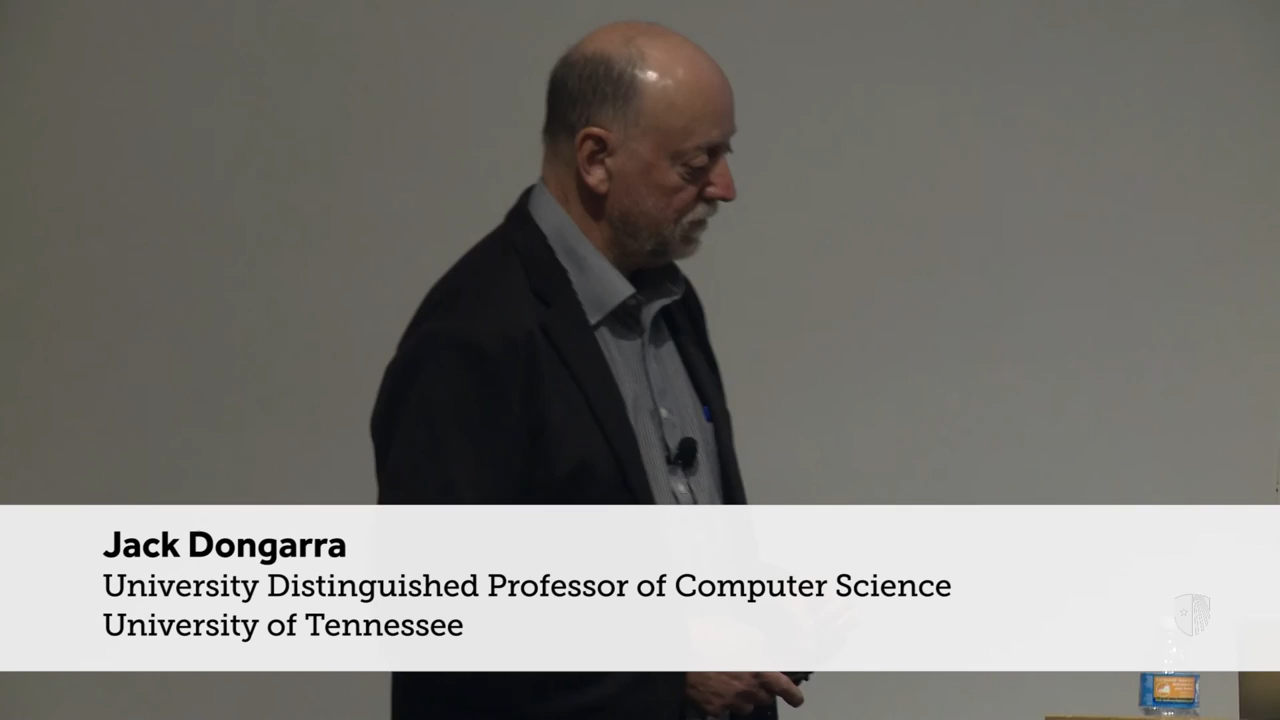 Jack Dongarra
University Distinguished Professor of Computer Science
University of Tennessee